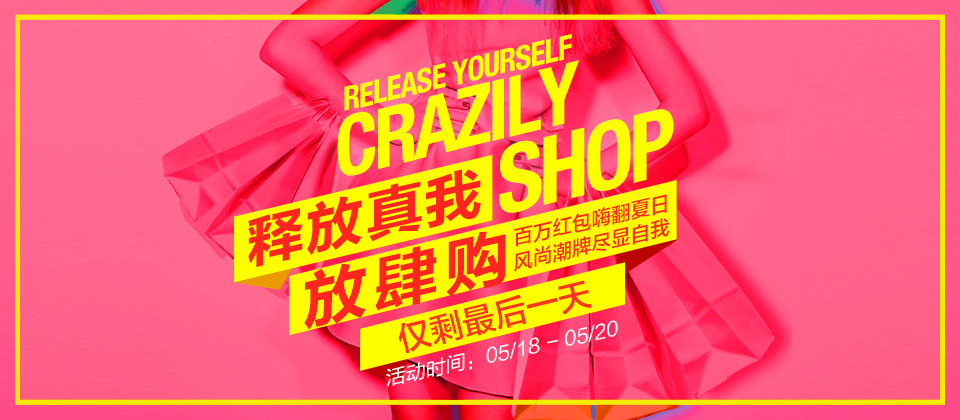 RELEASE YOURSELF
CRAZILY
SHOP
释放真我
放肆购
百万红包嗨翻夏日
风尚潮牌尽显自我
仅剩最后一天
活动时间：05/18 – 05/20